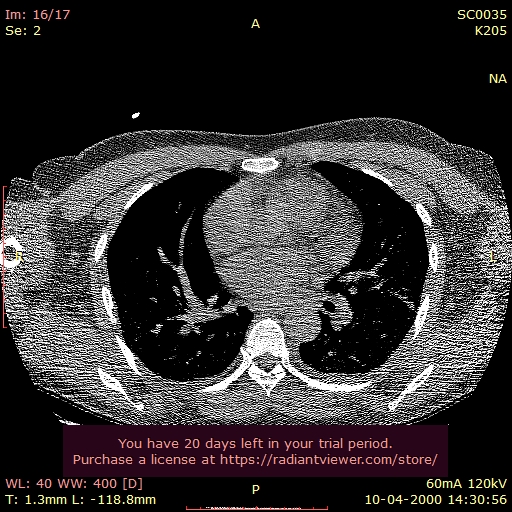 Im: 16/17
Se: 2
A
SC0035
K205
NA
You have 20 days left in your trial period.
Purchase a license at https://radiantviewer.com/store/
WL: 40 WW: 400 [D]
T: 1.3mm L: -118.8mm
P
60mA 120kV
10-04-2000 14:30:56